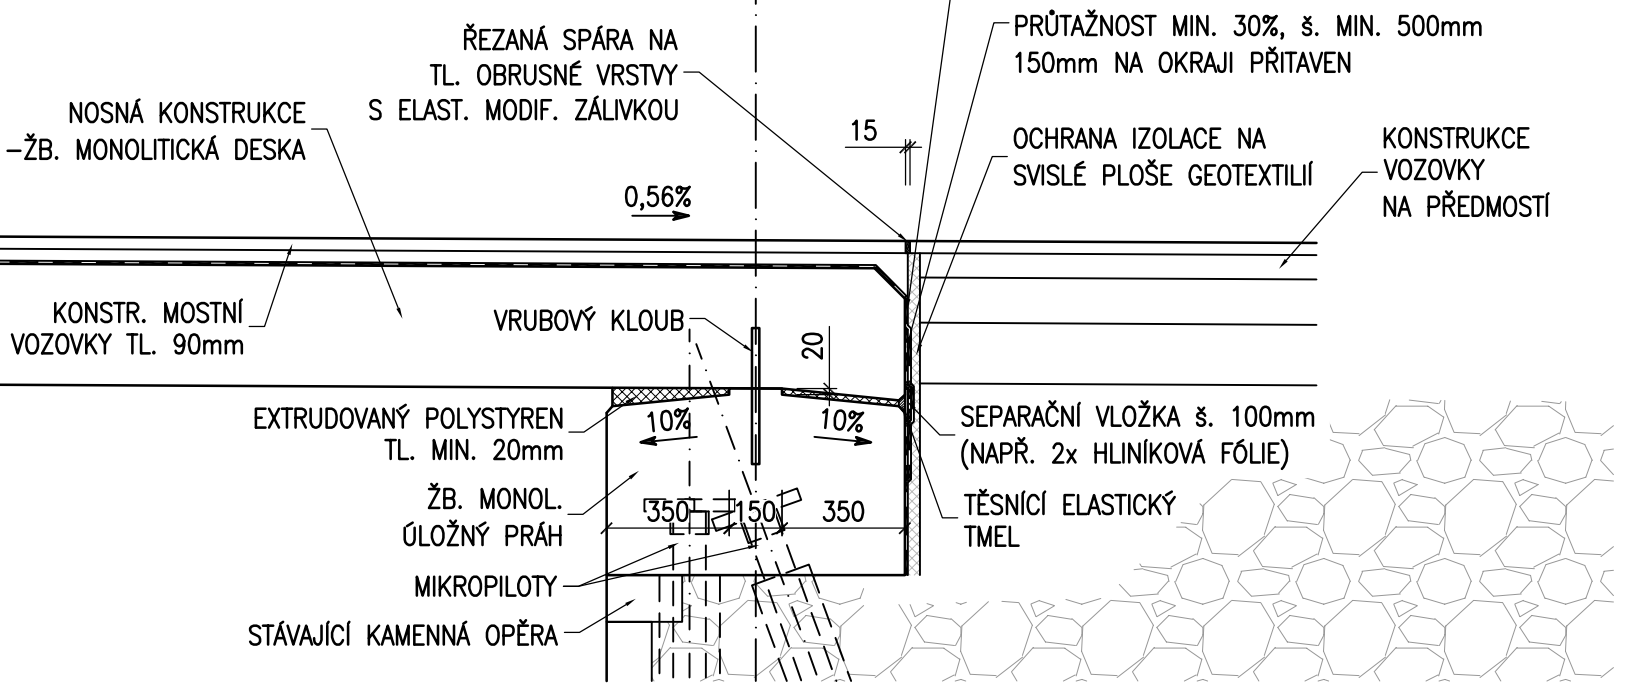 PRŮTAŽNOST MIN. 30%, š. MIN. 500mm
150mm NA OKRAJI PŘITAVEN
ŘEZANÁ SPÁRA NA
TL. OBRUSNÉ VRSTVY
S ELAST. MODIF. ZÁLIVKOU
NOSNÁ KONSTRUKCE
-ŽB. MONOLITICKÁ DESKA
15
OCHRANA IZOLACE NA
SVISLÉ PLOŠE GEOTEXTILIÍ
KONSTRUKCE
VOZOVKY
NA PŘEDMOSTÍ
0,56%
KONSTR. MOSTNÍ
VOZOVKY TL. 90mm
VRUBOVÝ KLOUB
20
EXTRUDOVANÝ POLYSTYREN
TL. MIN. 20mm
10%
10%
SEPARAČNÍ VLOŽKA š. 100mm
(NAPŘ. 2x HLINÍKOVÁ FÓLIE)
ŽB. MONOL.
ÚLOŽNÝ PRÁH
350
150
350
TĚSNÍCÍ ELASTICKÝ
TMEL
MIKROPILOTY
STÁVAJÍCÍ KAMENNÁ OPĚRA